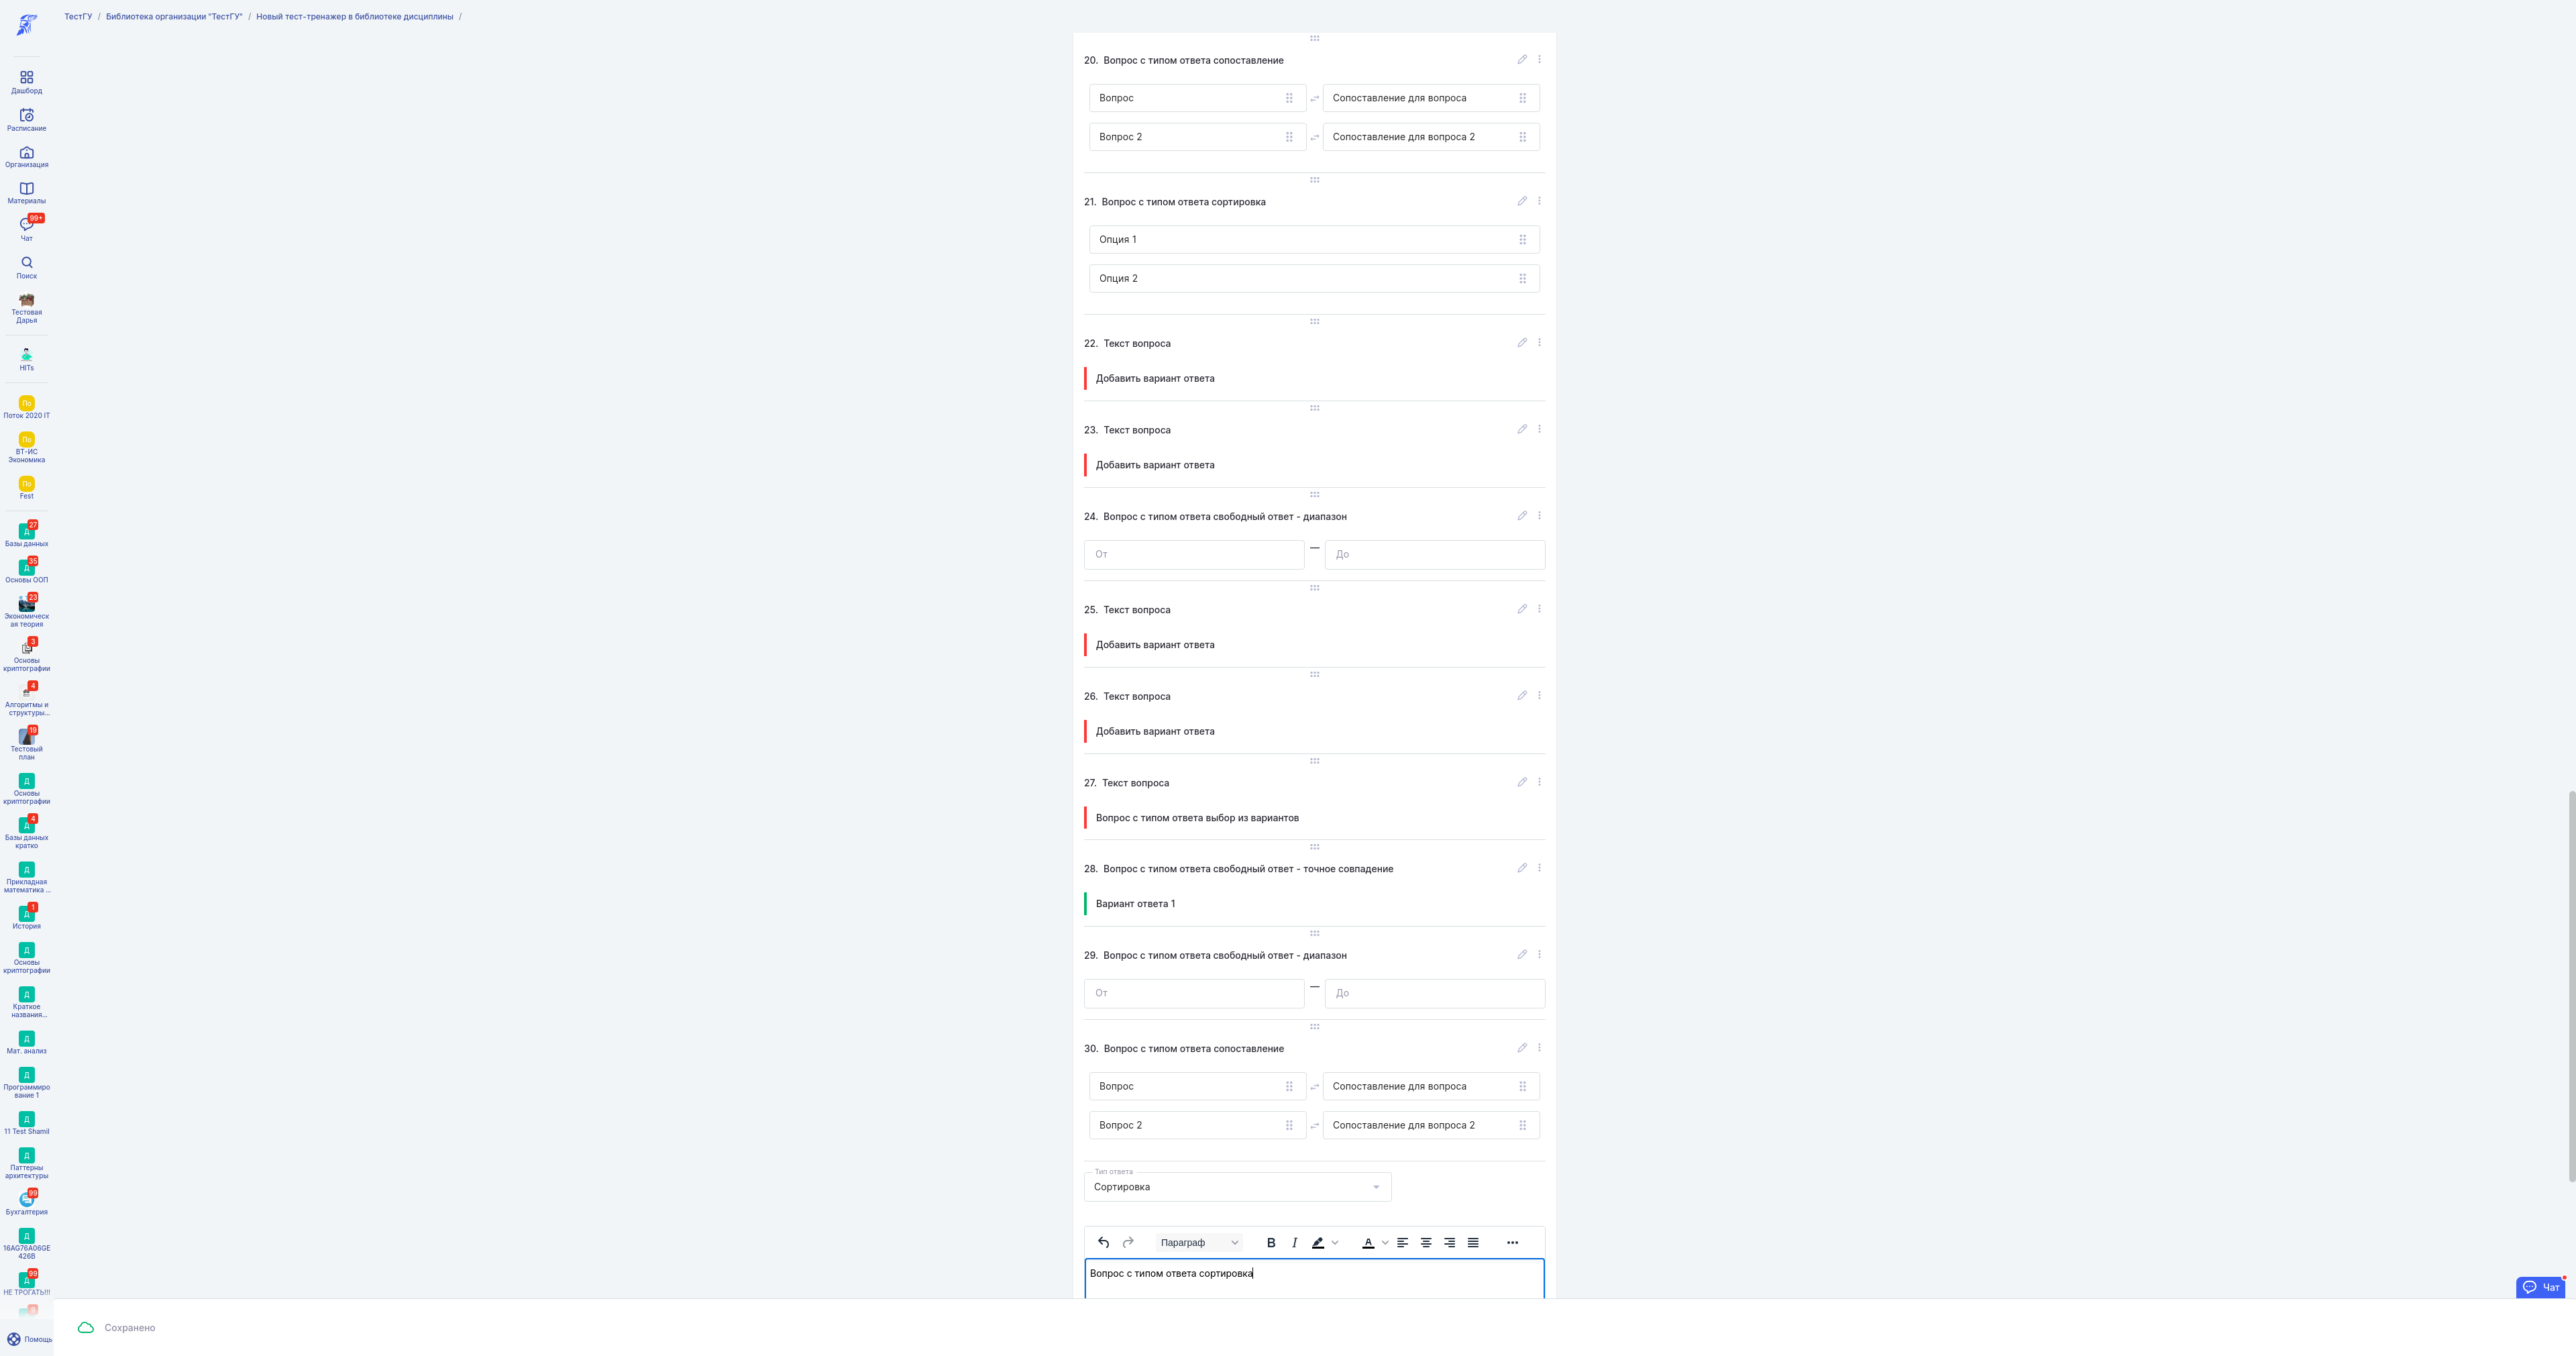 ТестГУ / Библиотека организации "ТестГУ" / Новый тест-тренажер в библиотеке дисциплины /
Дашборд
Расписание
Организация
Материалы
99+
Чат
Поиск
Тестовая
Дарья
HITs
По
Поток 2020 IT
По
ВТ-ИС
Экономика
По
Fest
27
Д
Базы данных
35
Д
Основы ООП
23
Экономическ
ая теория
3
Основы
криптографии
4
Алгоритмы и
структуры...
19
Тестовый
план
Д
Основы
криптографии
4
Д
Базы данных
кратко
Д
Прикладная
математика ...
1
Д
История
Д
Основы
криптографии
Д
Краткое
названия...
Д
Мат. анализ
Д
Программиро
вание 1
Д
11 Test Shamil
Д
Паттерны
архитектуры
99
Бухгалтерия
Д
16AG76A06GE
426B
99
Д
НЕ ТРОГАТЬ!!!
Помощь
20. Вопрос с типом ответа сопоставление
Вопрос
Сопоставление для вопроса
Вопрос 2
Сопоставление для вопроса 2
21. Вопрос с типом ответа сортировка
Опция 1
Опция 2
22. Текст вопроса
Добавить вариант ответа
23. Текст вопроса
Добавить вариант ответа
24. Вопрос с типом ответа свободный ответ - диапазон
От — До
25. Текст вопроса
Добавить вариант ответа
26. Текст вопроса
Добавить вариант ответа
27. Текст вопроса
Вопрос с типом ответа выбор из вариантов
28. Вопрос с типом ответа свободный ответ - точное совпадение
Вариант ответа 1
29. Вопрос с типом ответа свободный ответ - диапазон
От — До
30. Вопрос с типом ответа сопоставление
Вопрос
Сопоставление для вопроса
Вопрос 2
Сопоставление для вопроса 2
Тип ответа
Сортировка
Параграф
B I A
Вопрос с типом ответа сортировка
Чат
Сохранено